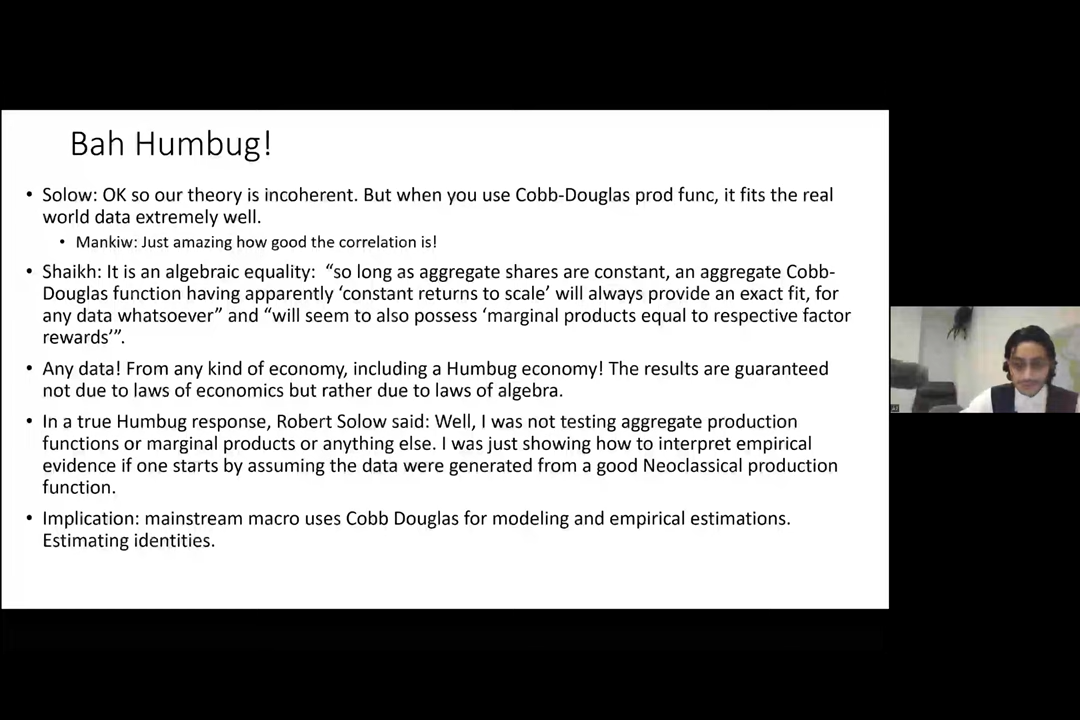 Bah Humbug!
• Solow: OK so our theory is incoherent. But when you use Cobb-Douglas prod func, it fits the real
world data extremely well.
• Mankiw: Just amazing how good the correlation is!
• Shaikh: It is an algebraic equality: “so long as aggregate shares are constant, an aggregate Cobb-
Douglas function having apparently ‘constant returns to scale’ will always provide an exact fit, for
any data whatsoever” and “will seem to also possess ‘marginal products equal to respective factor
rewards’”.
• Any data! From any kind of economy, including a Humbug economy! The results are guaranteed
not due to laws of economics but rather due to laws of algebra.
• In a true Humbug response, Robert Solow said: Well, I was not testing aggregate production
functions or marginal products or anything else. I was just showing how to interpret empirical
evidence if one starts by assuming the data were generated from a good Neoclassical production
function.
• Implication: mainstream macro uses Cobb Douglas for modeling and empirical estimations.
Estimating identities.